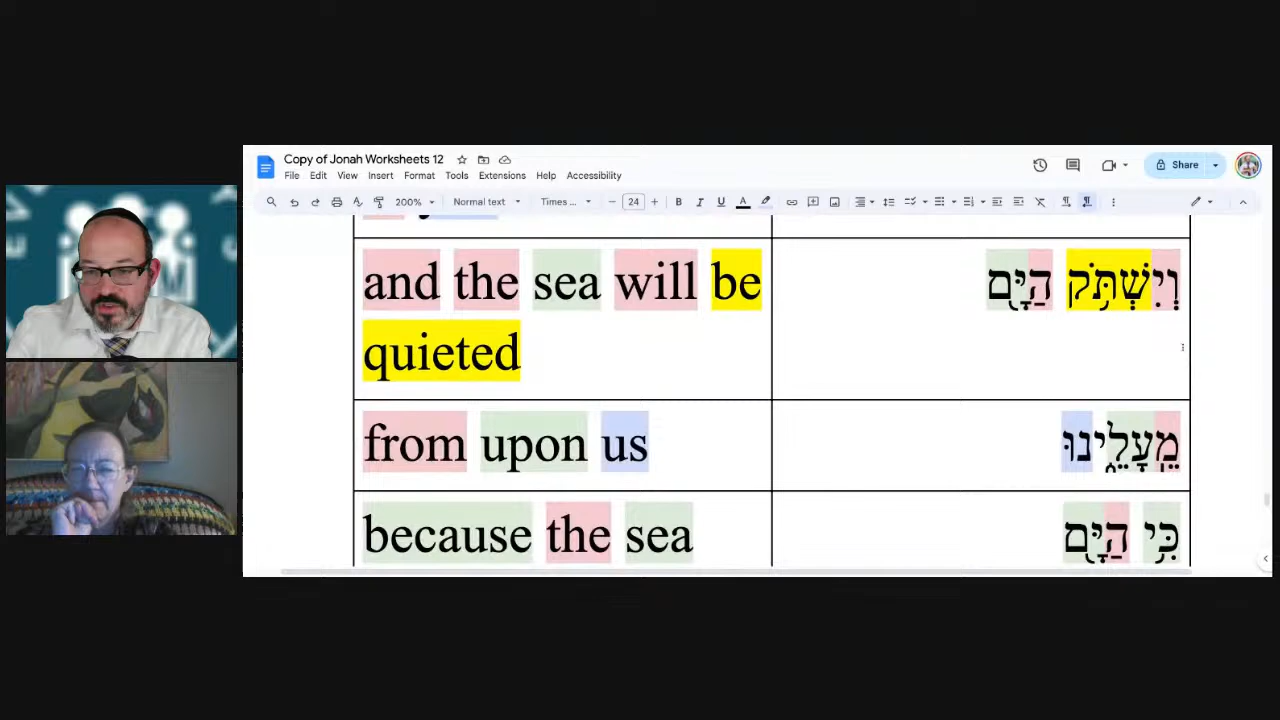 Copy of Jonah Worksheets 12
File Edit View Insert Format Tools Extensions Help Accessibility
Share
200% Normal text Times ... 24 B I U A
and the sea will be
quieted
וְיִשְׁתֹּ֥ק הַיָּ֖ם
from upon us
מֵֽעָלֵ֑ינוּ
because the sea
כִּ֥י הַיָּ֖ם